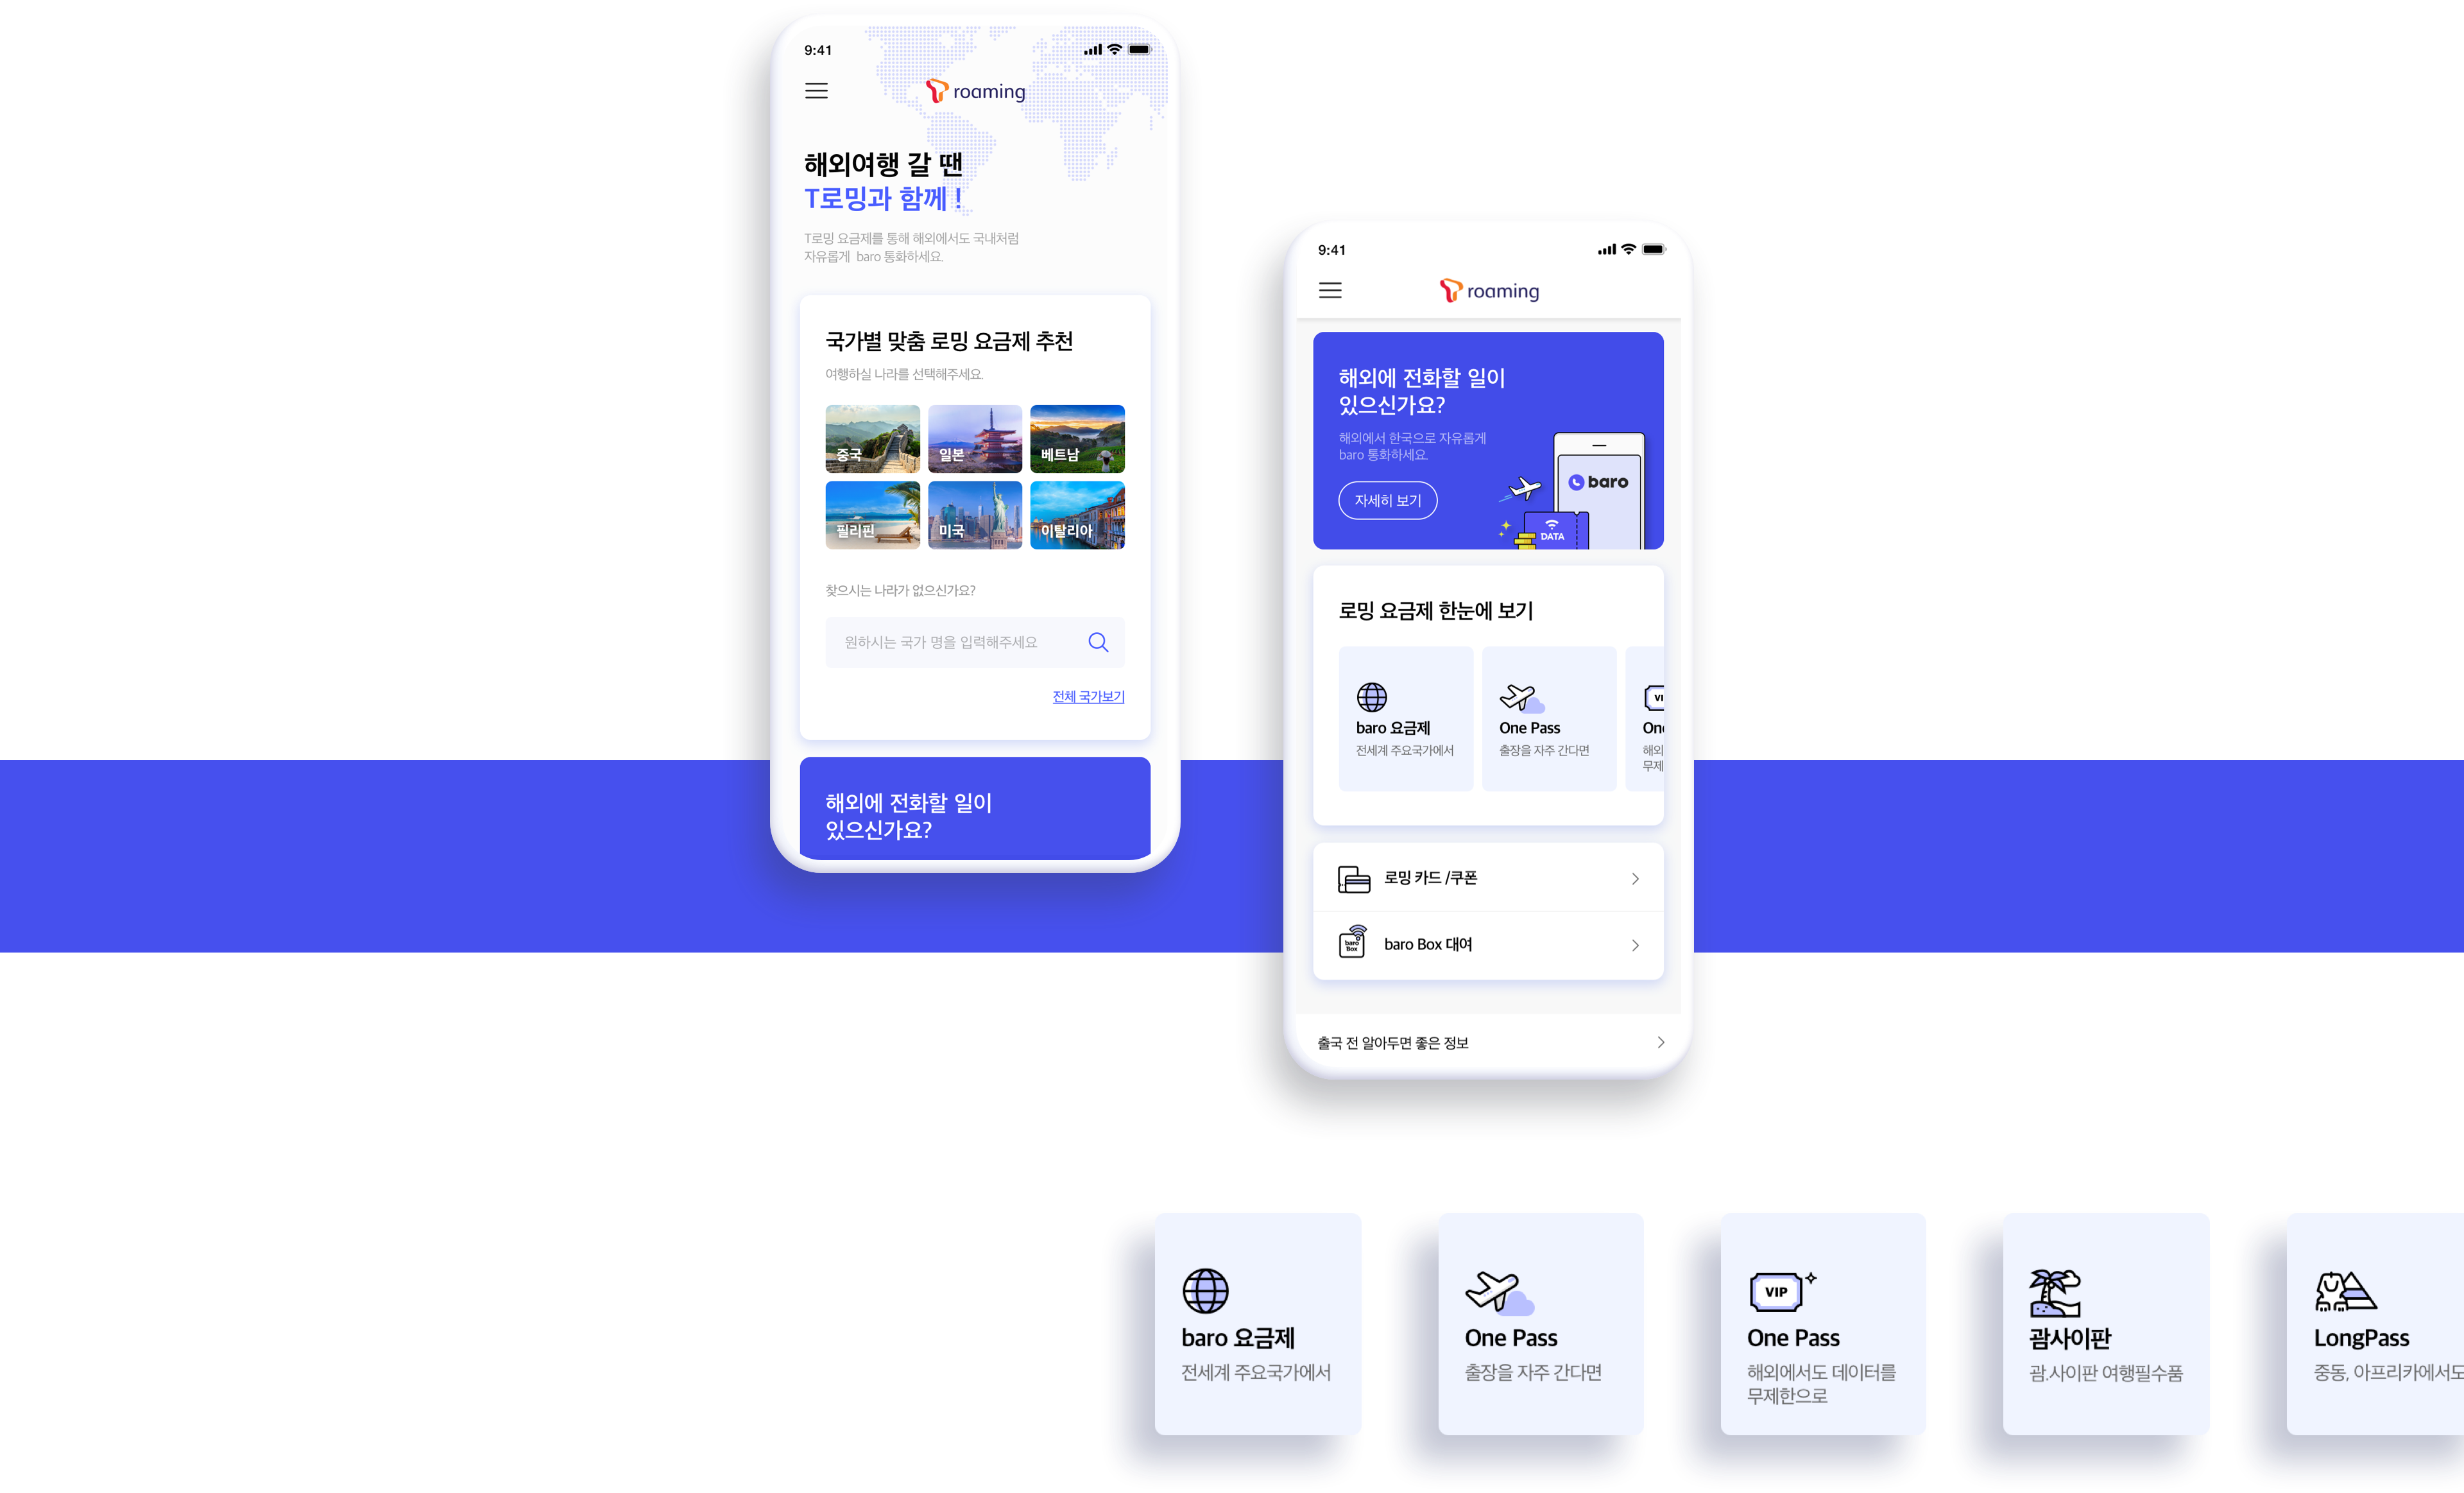 9:41
roaming
해외여행 갈 땐
T로밍과 함께 !
T로밍 요금제를 통해 해외에서도 국내처럼
자유롭게 baro 통화하세요.
국가별 맞춤 로밍 요금제 추천
여행하실 나라를 선택해주세요.
중국
일본
베트남
필리핀
미국
이탈리아
찾으시는 나라가 없으신가요?
원하시는 국가 명을 입력해주세요
전체 국가보기
해외에 전화할 일이
있으신가요?
9:41
roaming
해외에 전화할 일이
있으신가요?
해외에서 한국으로 자유롭게
baro 통화하세요.
자세히 보기
baro
DATA
로밍 요금제 한눈에 보기
baro 요금제
전세계 주요국가에서
One Pass
출장을 자주 간다면
VI
On
해외
무제
로밍 카드 /쿠폰
baro
Box
baro Box 대여
출국 전 알아두면 좋은 정보
baro 요금제
전세계 주요국가에서
One Pass
출장을 자주 간다면
VIP
One Pass
해외에서도 데이터를
무제한으로
괌사이판
괌.사이판 여행필수품
LongPass
중동, 아프리카에서도